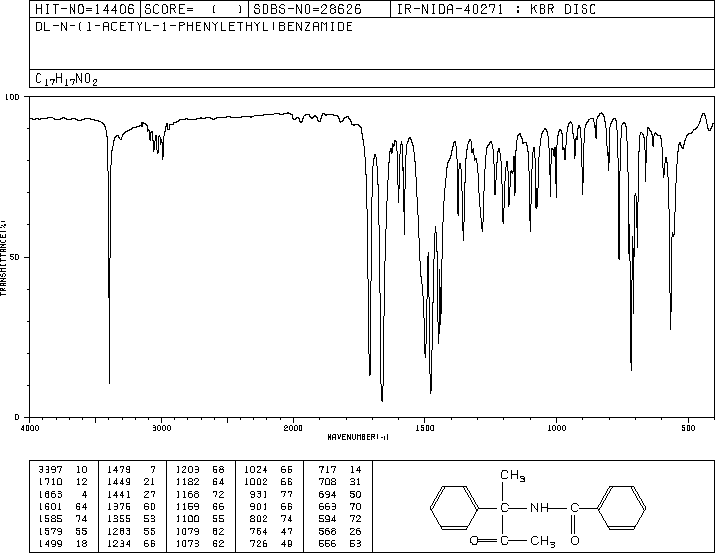 HIT-NO=14406 SCORE= ( ) SDBS-NO=28626 IR-NIDA-40271 : KBR DISC
DL-N-(1-ACETYL-1-PHENYLETHYL)BENZAMIDE
C17H17NO2
100
50
0
TRANSMITTANCE(%)
4000 3000 2000 1500 1000 500
WAVENUMBER(-1)
3397 10 1479 7 1203 68 1024 66 717 14
1710 12 1449 21 1182 64 1002 66 708 31
1663 4 1441 27 1168 72 931 77 694 50
1601 64 1376 60 1159 66 901 66 663 70
1585 74 1355 53 1100 55 802 74 594 72
1579 55 1283 55 1079 62 764 47 568 26
1499 18 1234 66 1073 62 726 49 556 53
CH3
C NH C
O C CH3 O